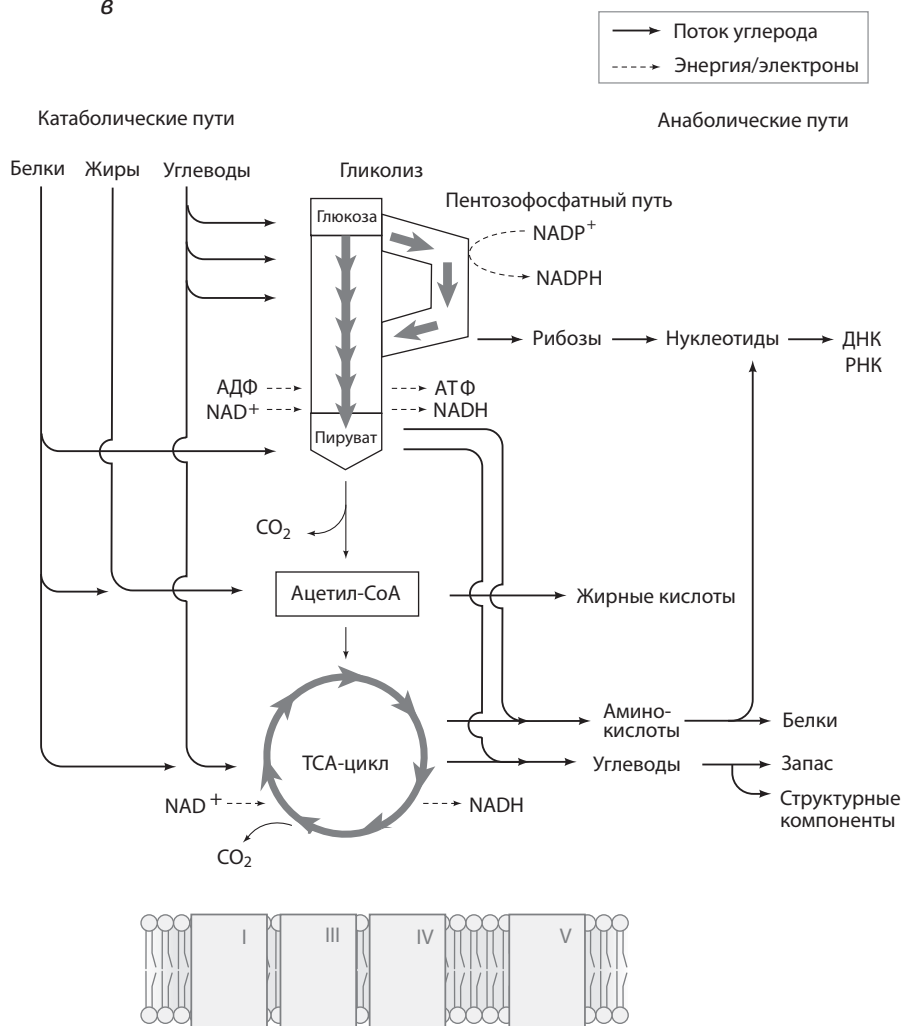 в
Поток углерода
Энергия/электроны
Катаболические пути
Анаболические пути
Белки Жиры Углеводы
Гликолиз
Глюкоза
Пентозофосфатный путь
NADP+
NADPH
Рибозы
Нуклеотиды
ДНК
РНК
АДФ
АТФ
NAD+
NADH
Пируват
CO2
Ацетил-CoA
Жирные кислоты
Амино-
кислоты
Белки
ТСА-цикл
Углеводы
Запас
Структурные
компоненты
NAD+
NADH
CO2
I
III
IV
V